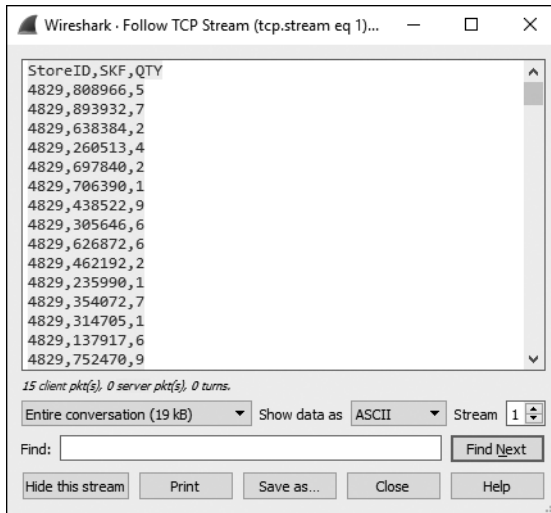 Wireshark · Follow TCP Stream (tcp.stream eq 1)...
StoreID,SKF,QTY
4829,808966,5
4829,893932,7
4829,638384,2
4829,260513,4
4829,697840,2
4829,706390,1
4829,438522,9
4829,305646,6
4829,626872,6
4829,462192,2
4829,235990,1
4829,354072,7
4829,314705,1
4829,137917,6
4829,752470,9
15 client pkt(s), 0 server pkt(s), 0 turns.
Entire conversation (19 kB) Show data as ASCII Stream 1
Find: Find Next
Hide this stream Print Save as... Close Help